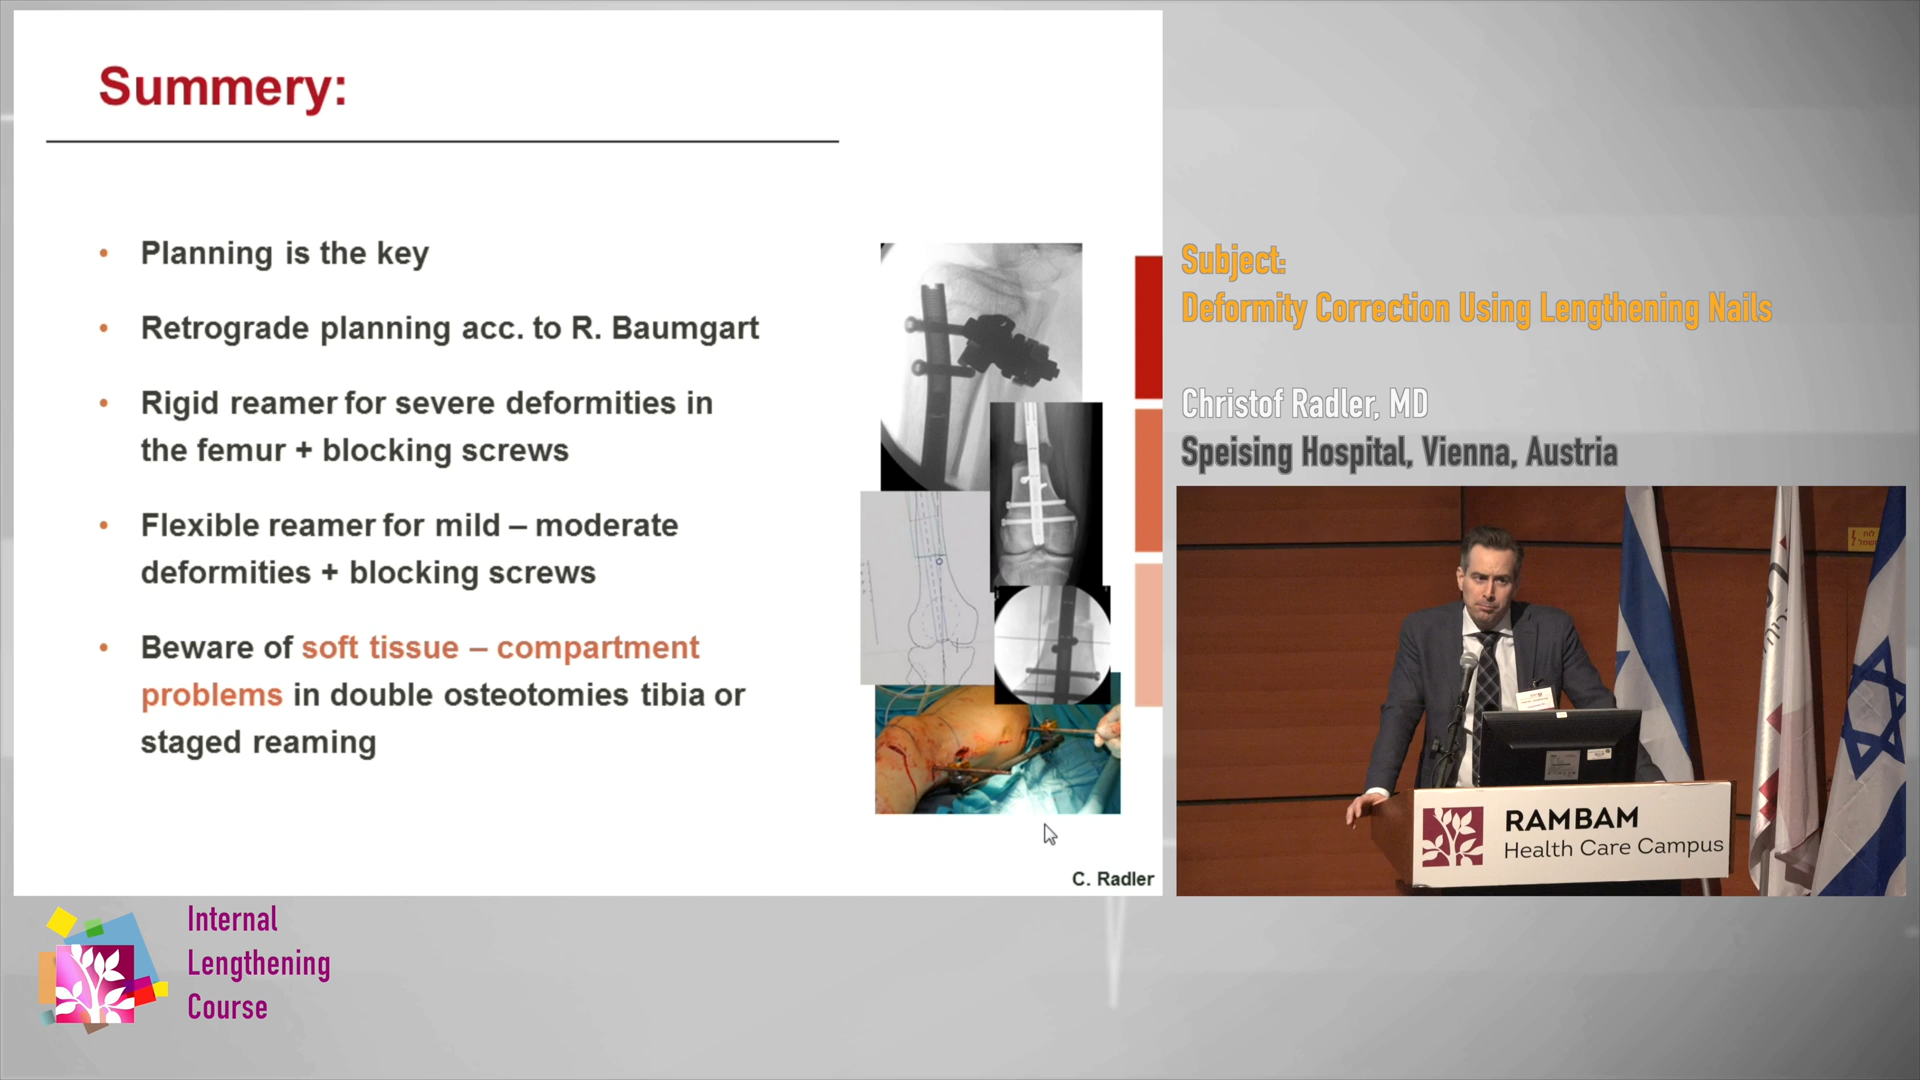 Summery:
• Planning is the key
• Retrograde planning acc. to R. Baumgart
• Rigid reamer for severe deformities in
the femur + blocking screws
• Flexible reamer for mild – moderate
deformities + blocking screws
• Beware of soft tissue – compartment
problems in double osteotomies tibia or
staged reaming
C. Radler
Subject:
Deformity Correction Using Lengthening Nails
Christof Radler, MD
Speising Hospital, Vienna, Austria
RAMBAM
Health Care Campus
Internal
Lengthening
Course